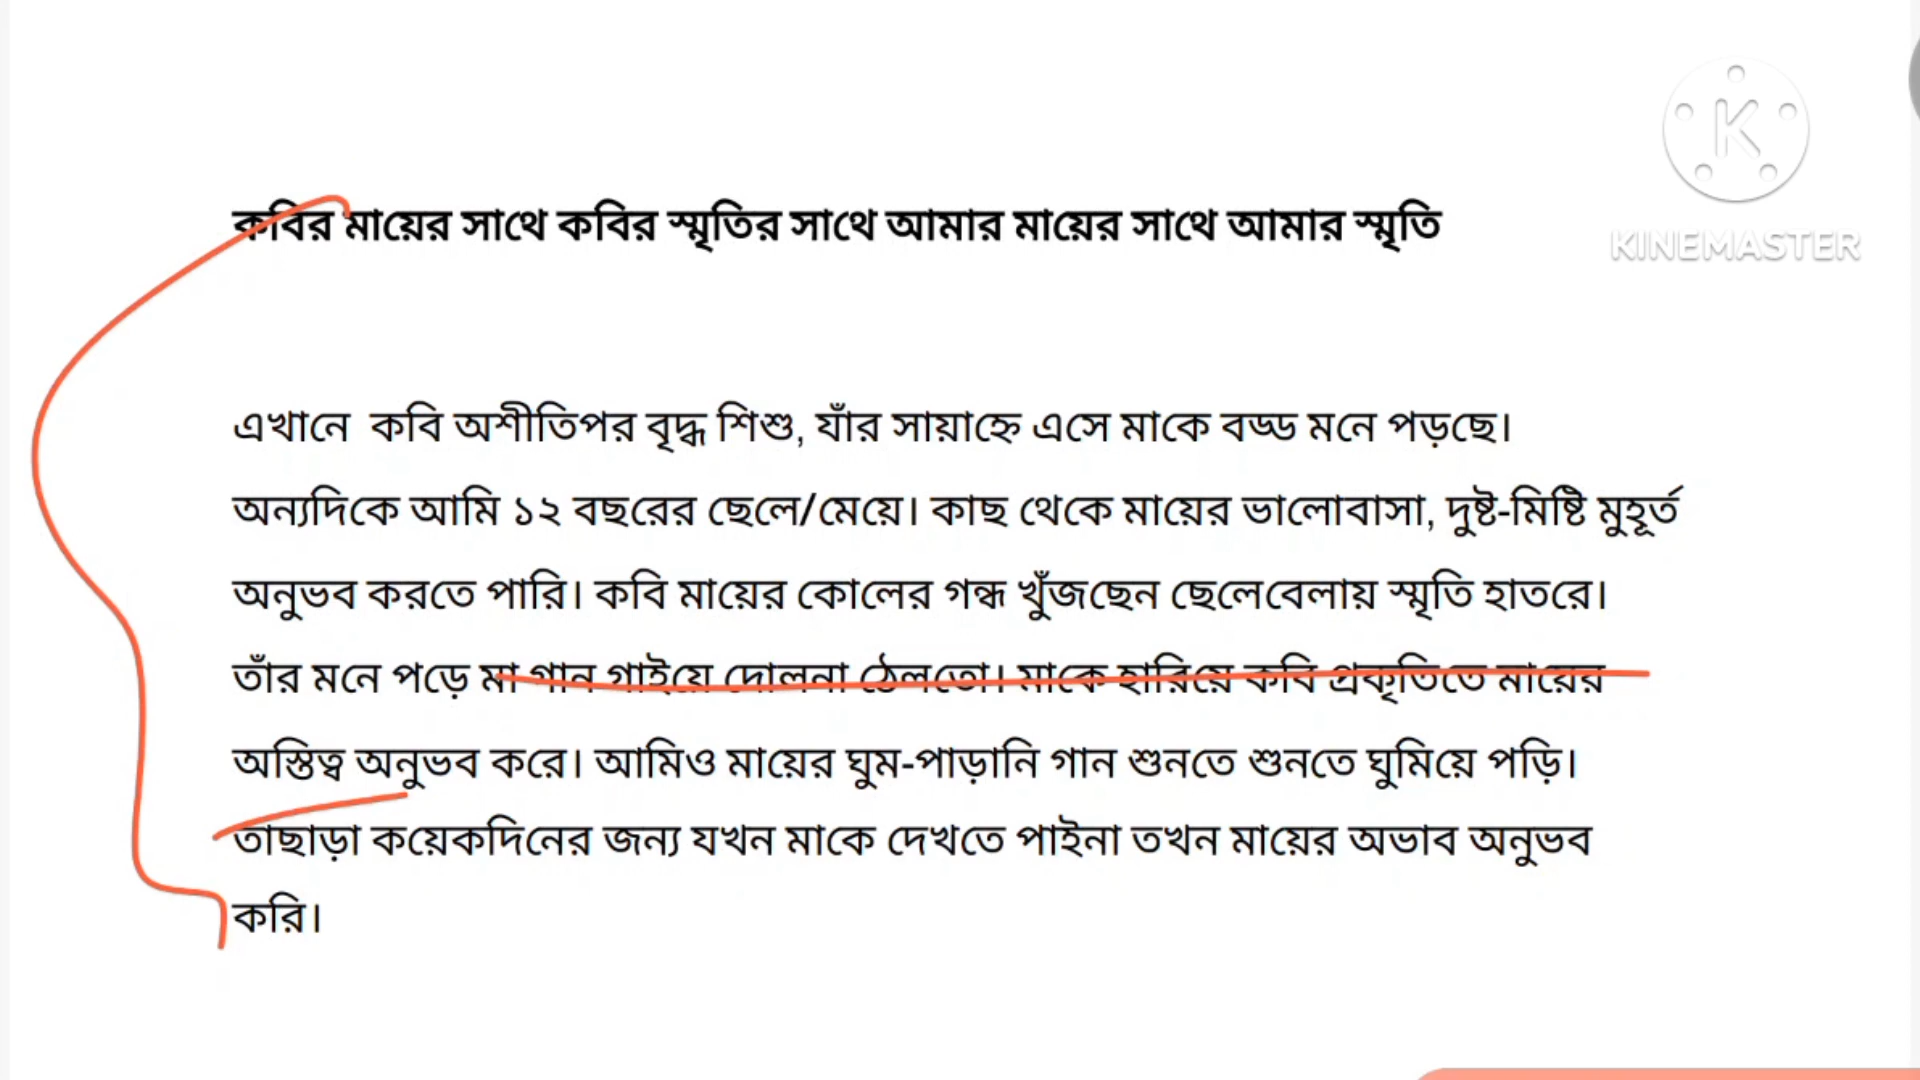 কবির মায়ের সাথে কবির স্মৃতির সাথে আমার মায়ের সাথে আমার স্মৃতি
K
KINEMASTER
এখানে কবি অশীতিপর বৃদ্ধ শিশু, যাঁর সায়াহ্নে এসে মাকে বড্ড মনে পড়ছে।
অন্যদিকে আমি ১২ বছরের ছেলে/মেয়ে। কাছ থেকে মায়ের ভালোবাসা, দুষ্ট-মিষ্টি মুহূর্ত
অনুভব করতে পারি। কবি মায়ের কোলের গন্ধ খুঁজছেন ছেলেবেলায় স্মৃতি হাতরে।
তাঁর মনে পড়ে মা গান গাইয়ে দোলনা ঠেলতো। মাকে হারিয়ে কবি প্রকৃতিতে মায়ের
অস্তিত্ব অনুভব করে। আমিও মায়ের ঘুম-পাড়ানি গান শুনতে শুনতে ঘুমিয়ে পড়ি।
তাছাড়া কয়েকদিনের জন্য যখন মাকে দেখতে পাইনা তখন মায়ের অভাব অনুভব
করি।